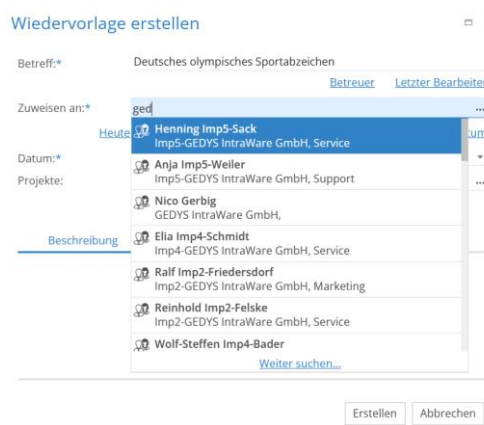 Wiedervorlage erstellen
Betreff:* Deutsches olympisches Sportabzeichen
Betreuer Letzter Bearbeiter
Zuweisen an:* ged ...
Heute
Henning Imp5-Sack
Imp5-GEDYS IntraWare GmbH, Service
Datum:*
Anja Imp5-Weiler
Imp5-GEDYS IntraWare GmbH, Support
Projekte: ...
Nico Gerbig
GEDYS IntraWare GmbH,
Beschreibung
Elia Imp4-Schmidt
Imp4-GEDYS IntraWare GmbH, Service
Ralf Imp2-Friedersdorf
Imp2-GEDYS IntraWare GmbH, Marketing
Reinhold Imp2-Felske
Imp2-GEDYS IntraWare GmbH, Service
Wolf-Steffen Imp4-Bader
Weiter suchen...
Erstellen Abbrechen